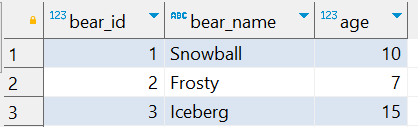 123 bear_id ABC bear_name 123 age
1 1 Snowball 10
2 2 Frosty 7
3 3 Iceberg 15